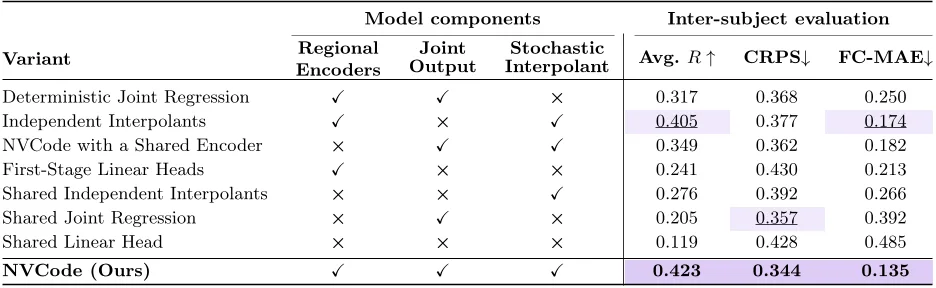 Model components Inter-subject evaluation
Variant Regional Encoders Joint Output Stochastic Interpolant Avg. R ↑ CRPS↓ FC-MAE↓
Deterministic Joint Regression ✓ ✓ × 0.317 0.368 0.250
Independent Interpolants ✓ × ✓ 0.405 0.377 0.174
NVCode with a Shared Encoder × ✓ ✓ 0.349 0.362 0.182
First-Stage Linear Heads ✓ × × 0.241 0.430 0.213
Shared Independent Interpolants × × ✓ 0.276 0.392 0.266
Shared Joint Regression × ✓ × 0.205 0.357 0.392
Shared Linear Head × × × 0.119 0.428 0.485
NVCode (Ours) ✓ ✓ ✓ 0.423 0.344 0.135